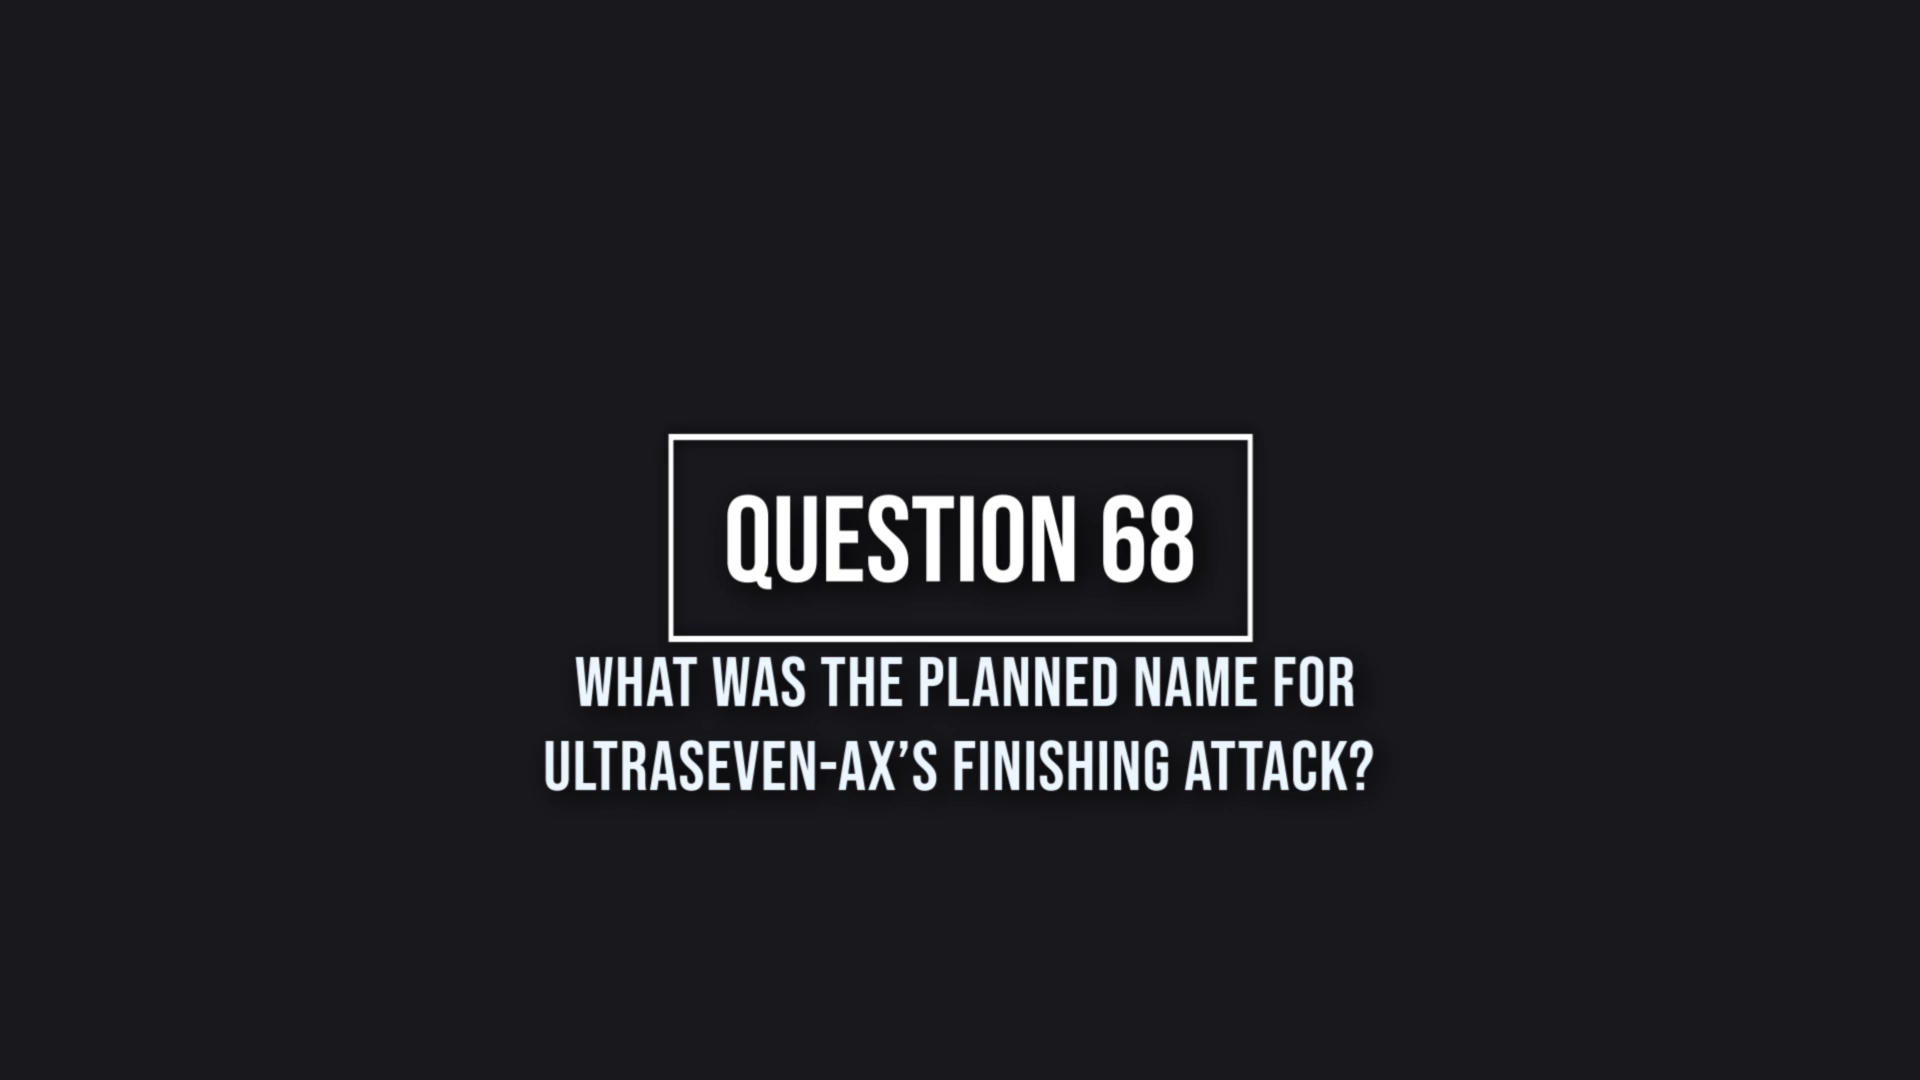 QUESTION 68
WHAT WAS THE PLANNED NAME FOR
ULTRASEVEN-AX’S FINISHING ATTACK?